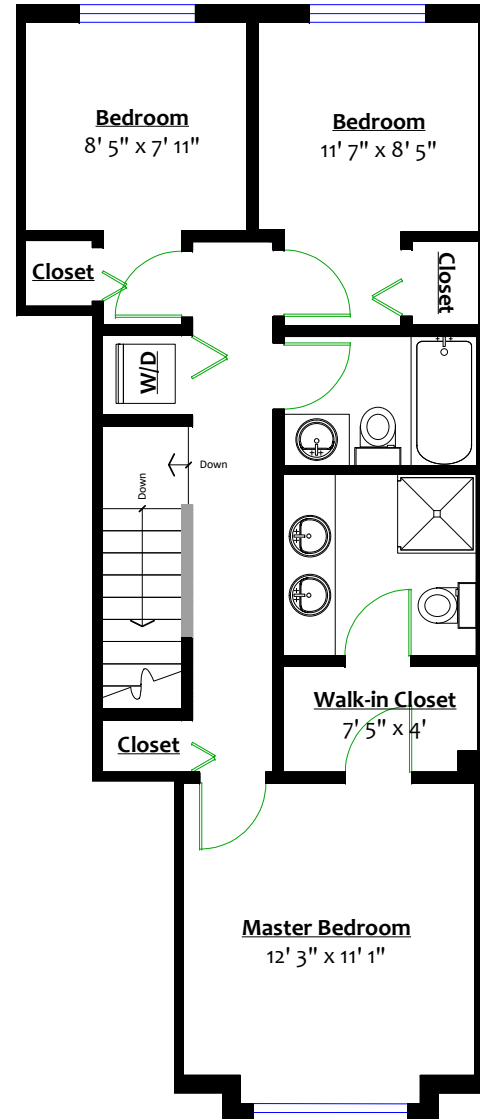 Bedroom
8' 5" x 7' 11"
Bedroom
11' 7" x 8' 5"
Closet
Closet
W/D
Down
Down
Walk-in Closet
7' 5" x 4'
Closet
Master Bedroom
12' 3" x 11' 1"